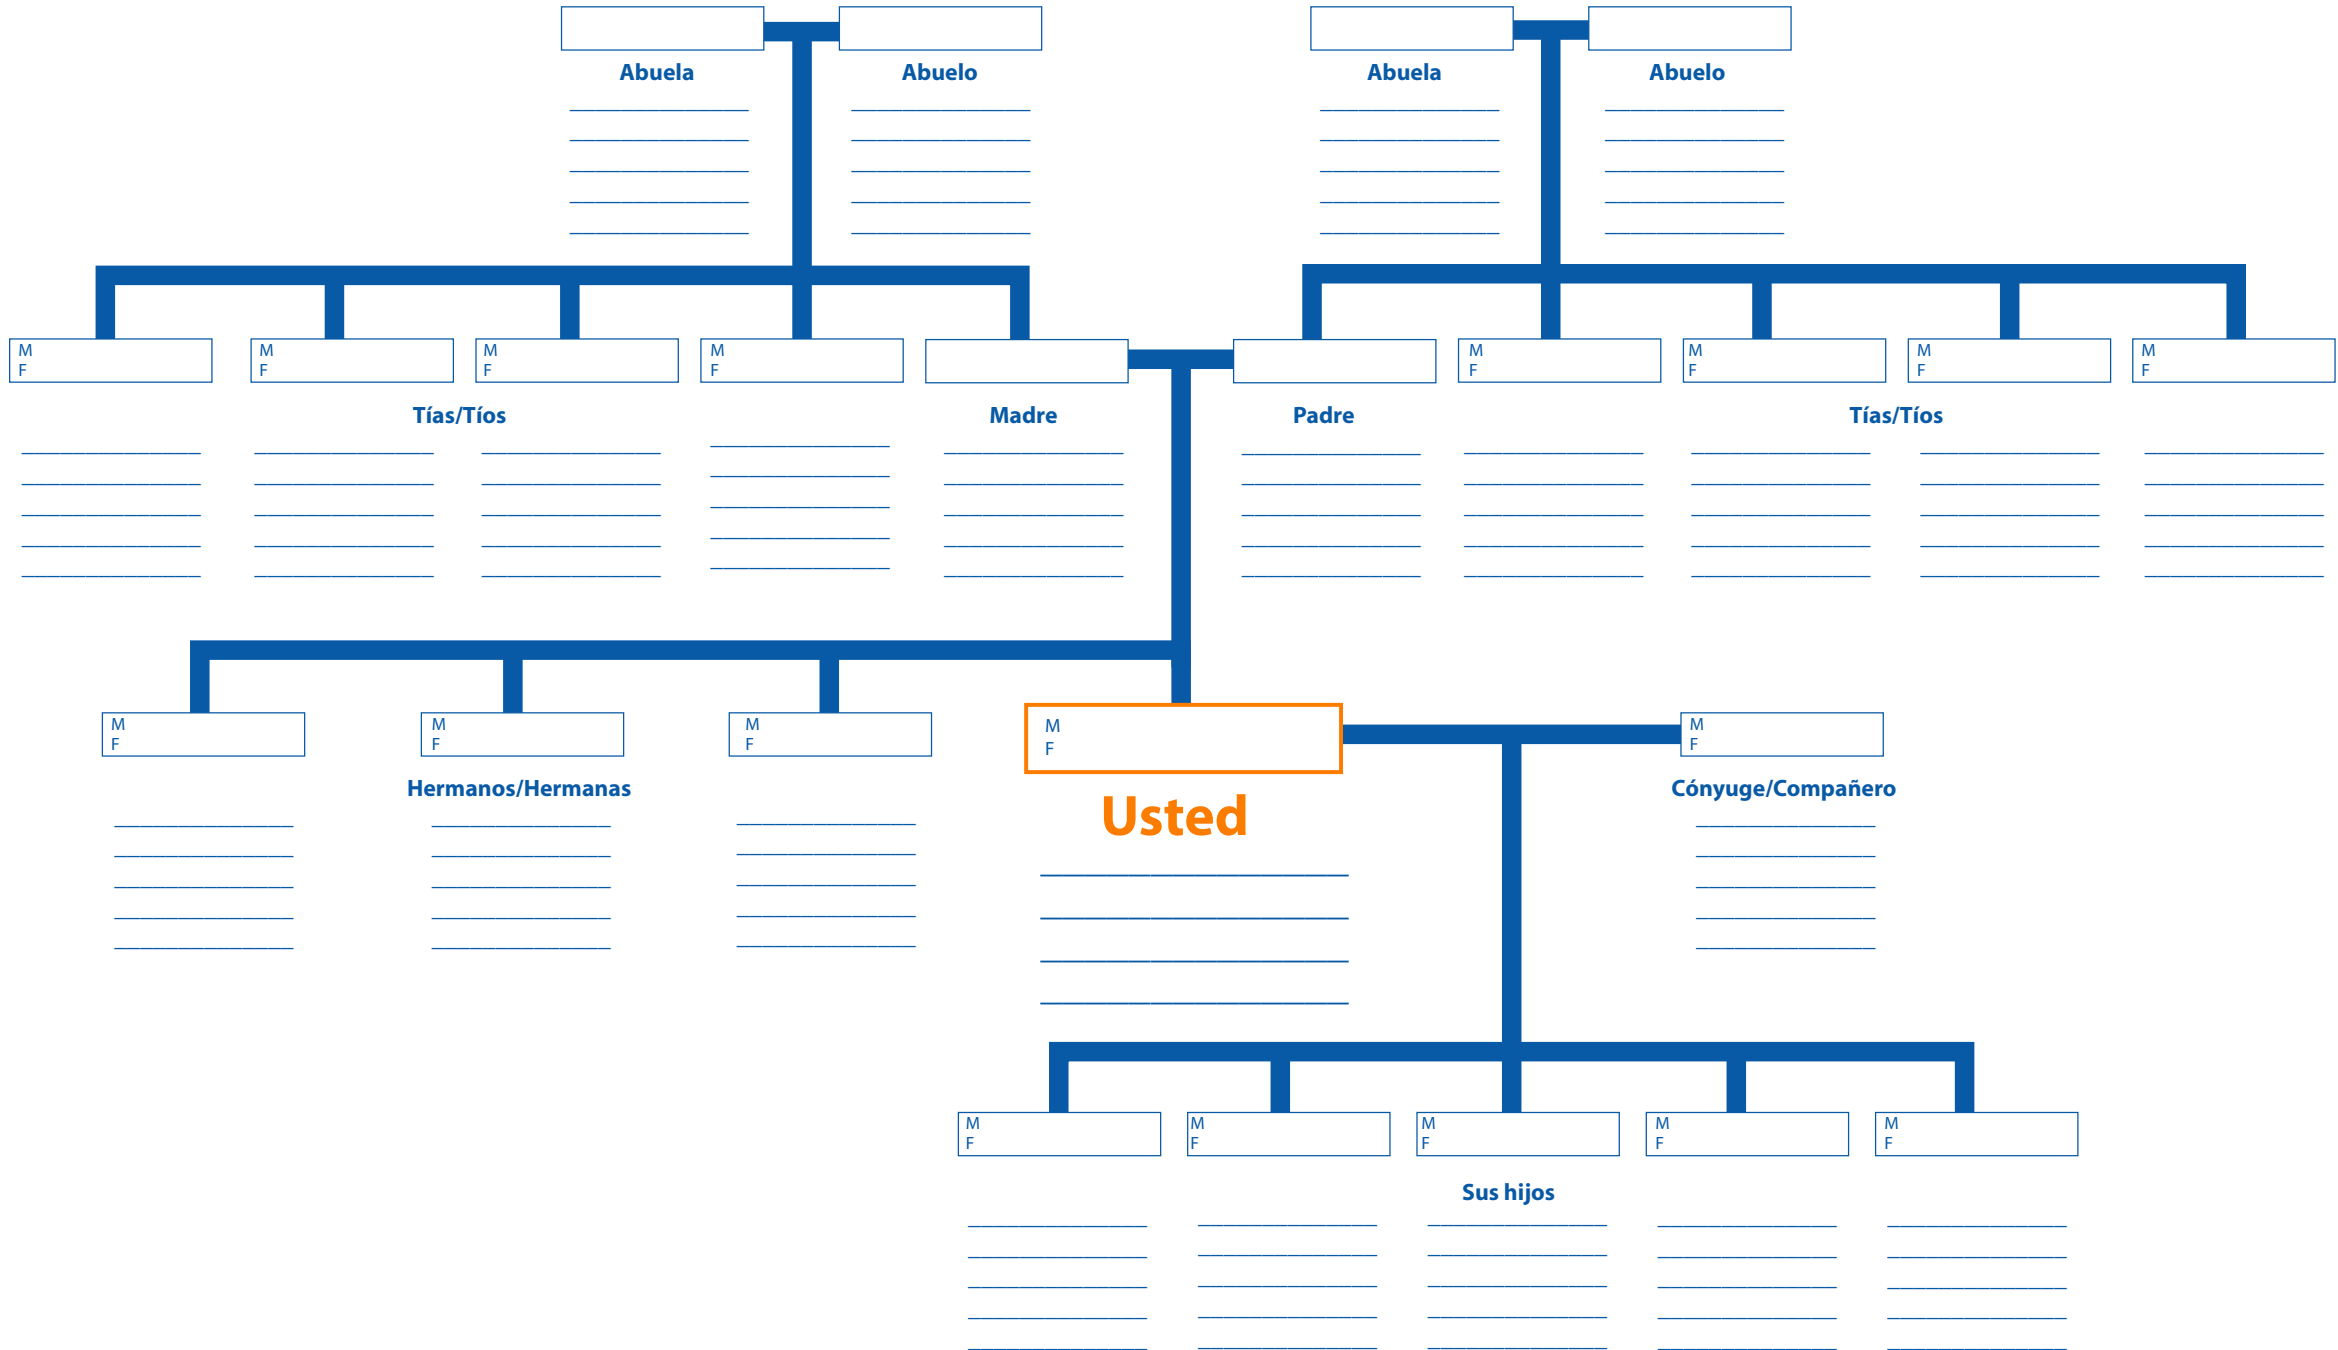 Abuela Abuelo Abuela Abuelo
M M M M M M M M
F F F F F F F F
Tías/Tíos Madre Padre Tías/Tíos
M M M M M
F F F F F
Hermanos/Hermanas Usted Cónyuge/Compañero
M M M M M
F F F F F
Sus hijos